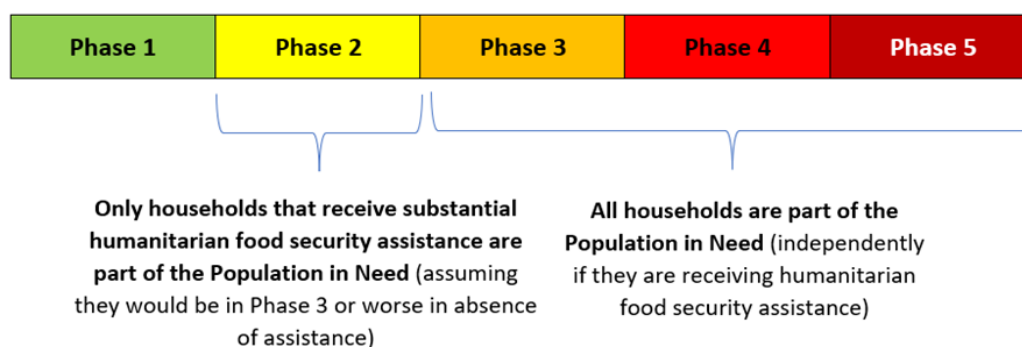 Phase 1
Phase 2
Phase 3
Phase 4
Phase 5
Only households that receive substantial
humanitarian food security assistance are
part of the Population in Need (assuming
they would be in Phase 3 or worse in absence
of assistance)
All households are part of the
Population in Need (independently
if they are receiving humanitarian
food security assistance)